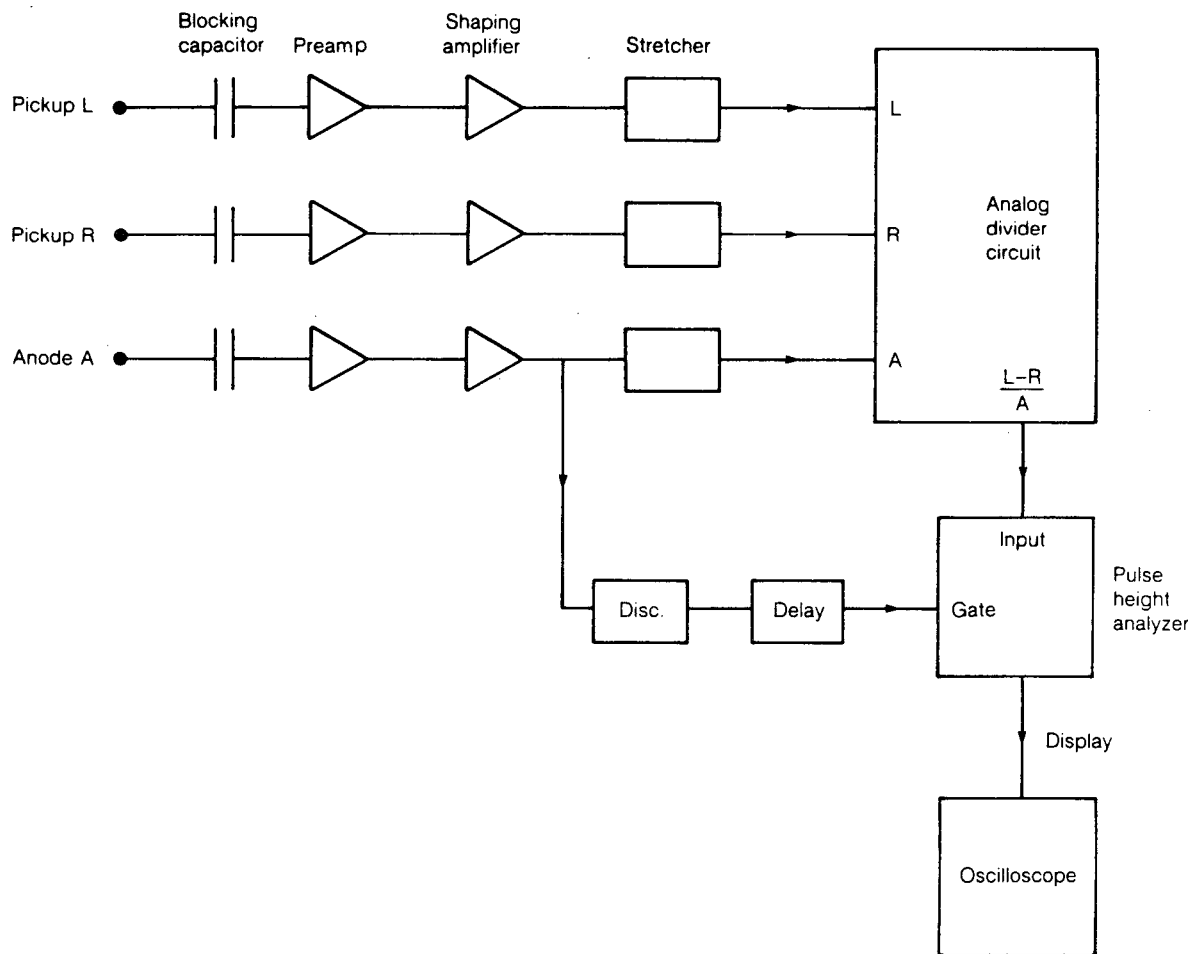 Blocking
capacitor
Preamp
Shaping
amplifier
Stretcher
Pickup L
L
Pickup R
R
Analog
divider
circuit
Anode A
A
L–R
A
Input
Gate
Pulse
height
analyzer
Disc.
Delay
Display
Oscilloscope